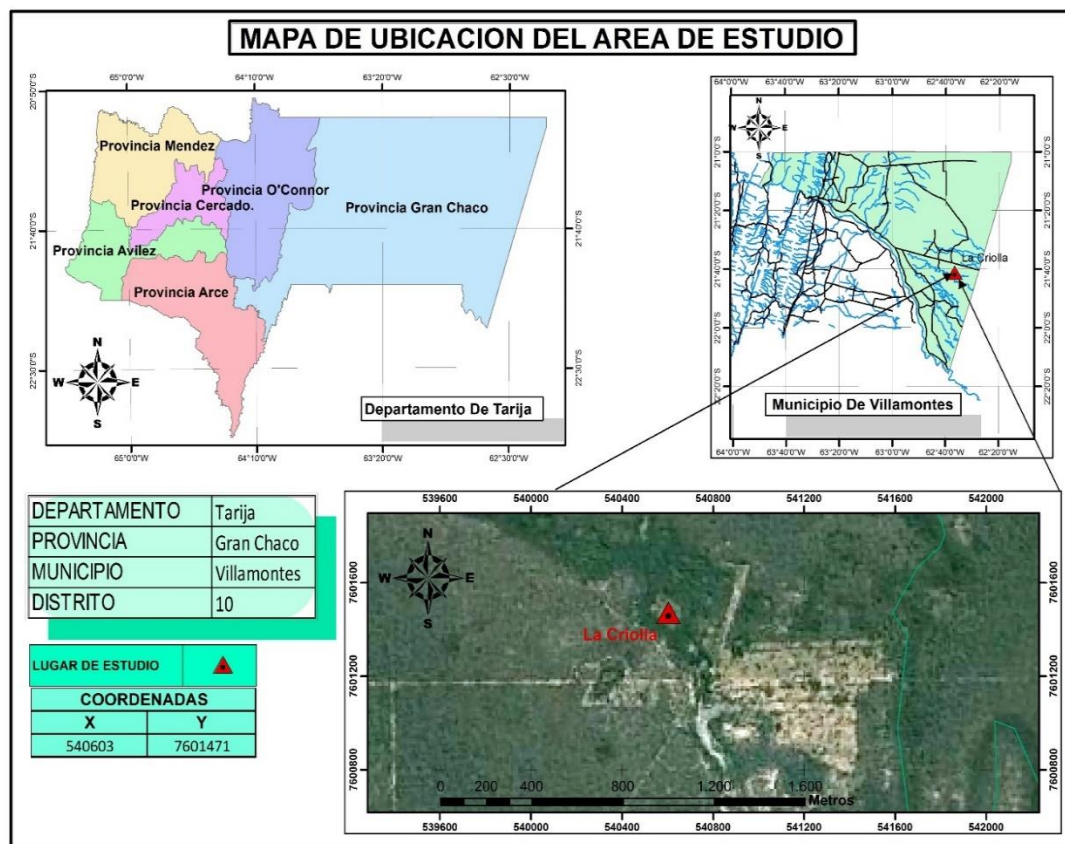 MAPA DE UBICACION DEL AREA DE ESTUDIO
65°0'0"W 64°10'0"W 63°20'0"W 62°30'0"W
20°50'0"S
21°40'0"S
22°30'0"S
Provincia Mendez
Provincia O'Connor
Provincia Cercado.
Provincia Gran Chaco
Provincia Avilez
Provincia Arce
N
W E
S
Departamento De Tarija
65°0'0"W 64°10'0"W 63°20'0"W 62°30'0"W
20°50'0"S
21°40'0"S
22°30'0"S
64°0'0"W 63°40'0"W 63°20'0"W 63°0'0"W 62°40'0"W 62°20'0"W
N
W E
S
21°0'0"S
21°20'0"S
21°40'0"S
22°0'0"S
22°20'0"S
La Criolla
21°0'0"S
21°20'0"S
21°40'0"S
22°0'0"S
22°20'0"S
Municipio De Villamontes
64°0'0"W 63°40'0"W 63°20'0"W 63°0'0"W 62°40'0"W 62°20'0"W
DEPARTAMENTO Tarija
PROVINCIA Gran Chaco
MUNICIPIO Villamontes
DISTRITO 10
LUGAR DE ESTUDIO
COORDENADAS
X Y
540603 7601471
539600 540000 540400 540800 541200 541600 542000
N
W E
S
7601600
7601200
7600800
La Criolla
7601600
7601200
7600800
0 200 400 800 1.200 1.600
Metros
539600 540000 540400 540800 541200 541600 542000